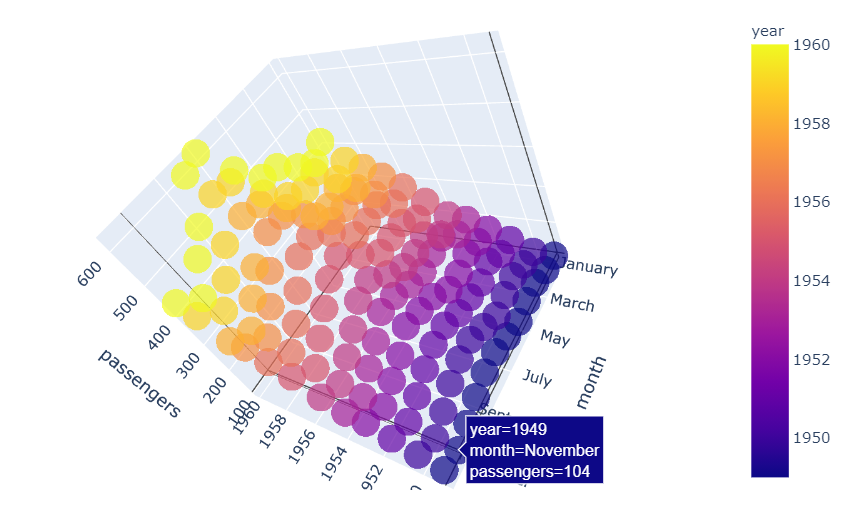 year
1960
1958
1956
1954
1952
1950
600
500
400
300
200
100
passengers
1960
1958
1956
1954
1952
January
March
May
July
month
year=1949
month=November
passengers=104